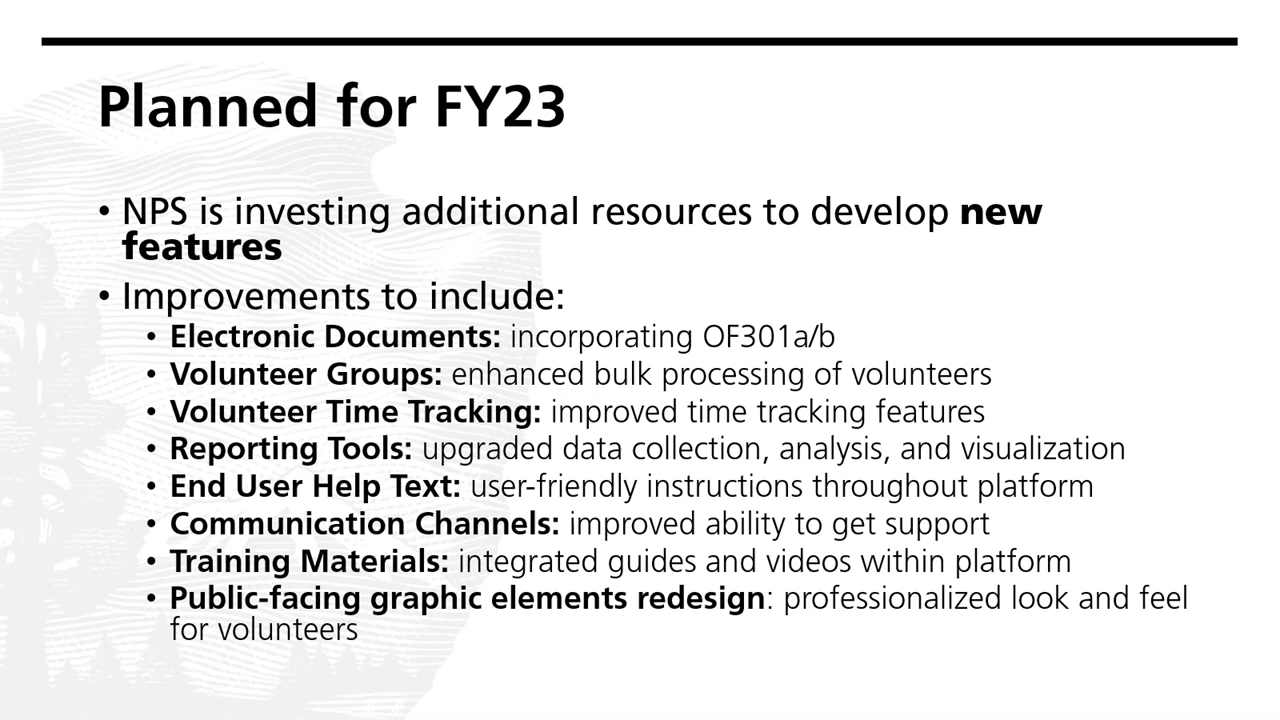 Planned for FY23
• NPS is investing additional resources to develop new
features
• Improvements to include:
• Electronic Documents: incorporating OF301a/b
• Volunteer Groups: enhanced bulk processing of volunteers
• Volunteer Time Tracking: improved time tracking features
• Reporting Tools: upgraded data collection, analysis, and visualization
• End User Help Text: user-friendly instructions throughout platform
• Communication Channels: improved ability to get support
• Training Materials: integrated guides and videos within platform
• Public-facing graphic elements redesign: professionalized look and feel
for volunteers